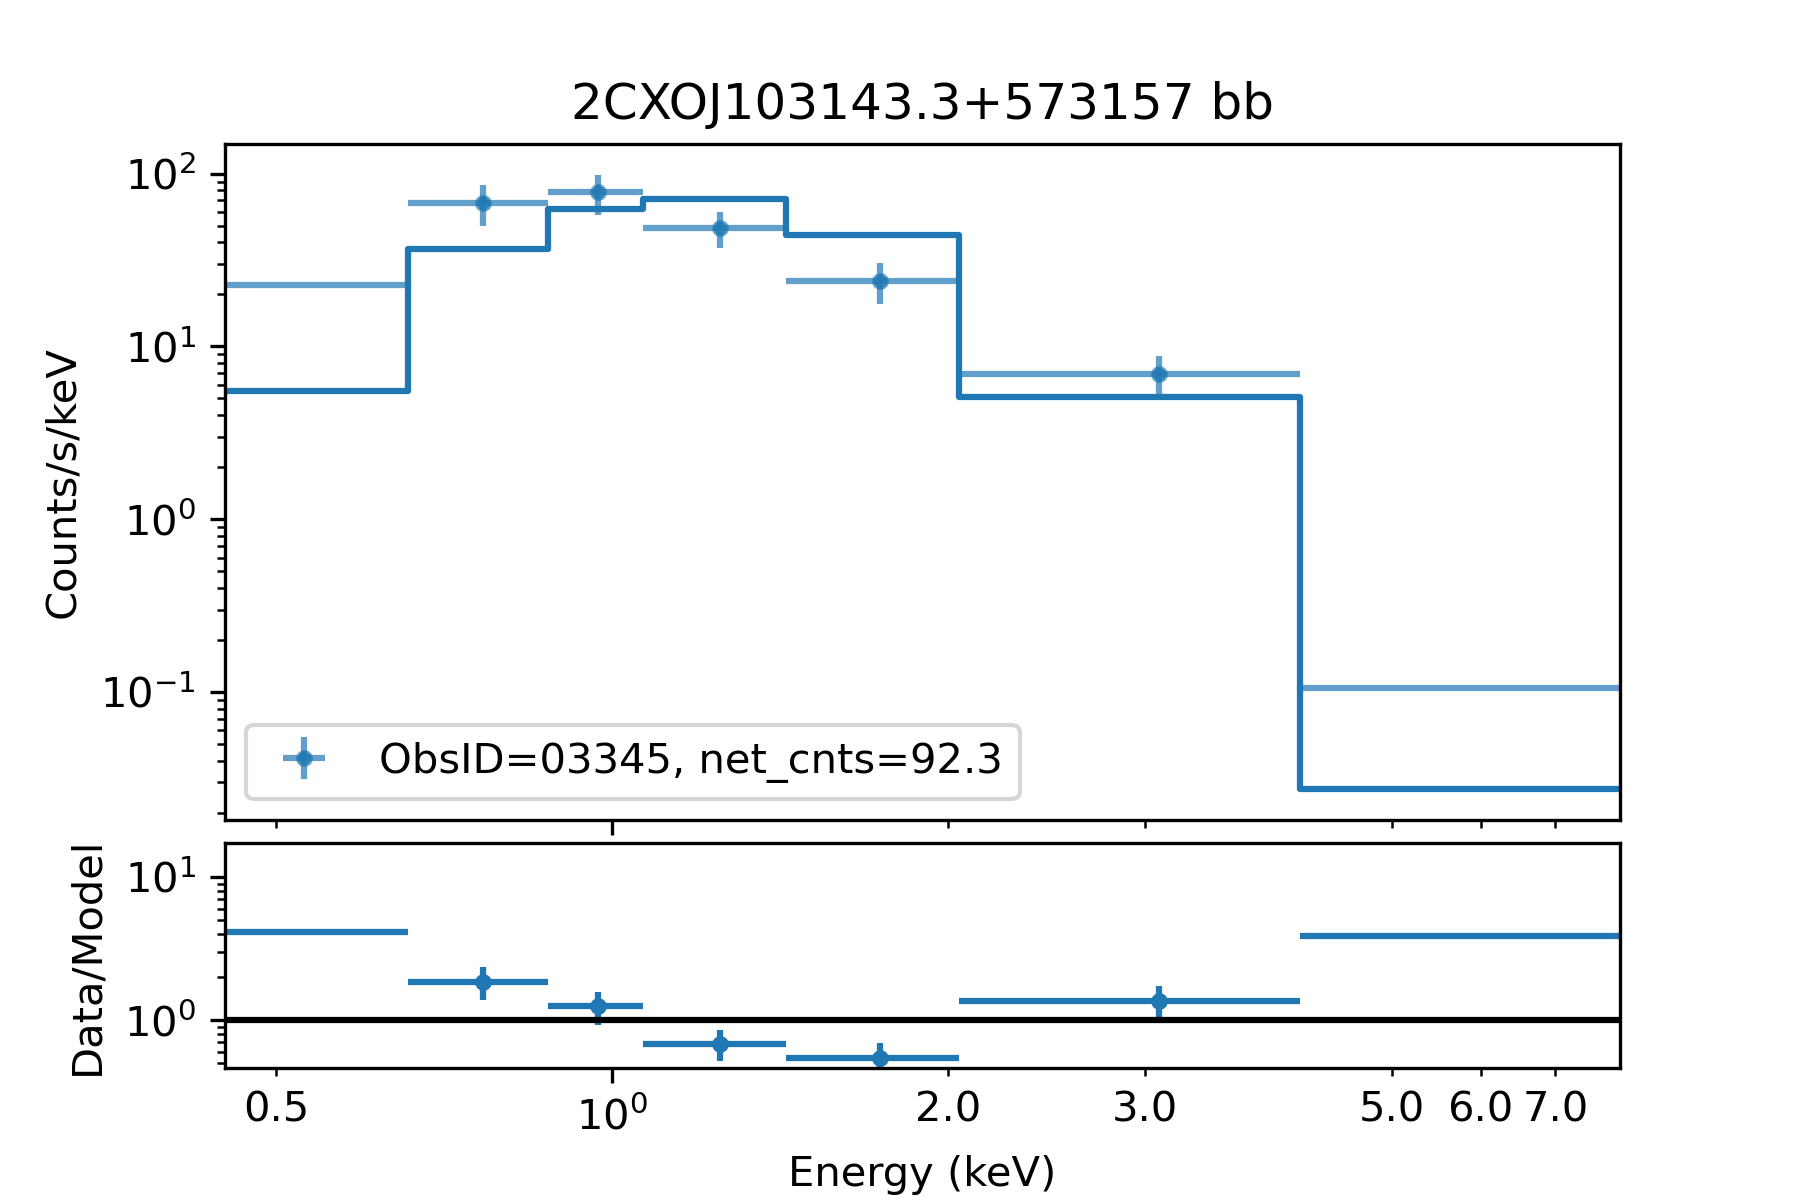 2CXOJ103143.3+573157 bb
10²
10¹
10⁰
10⁻¹
Counts/s/keV
ObsID=03345, net_cnts=92.3
10¹
10⁰
Data/Model
0.5 10⁰ 2.0 3.0 5.0 6.0 7.0
Energy (keV)